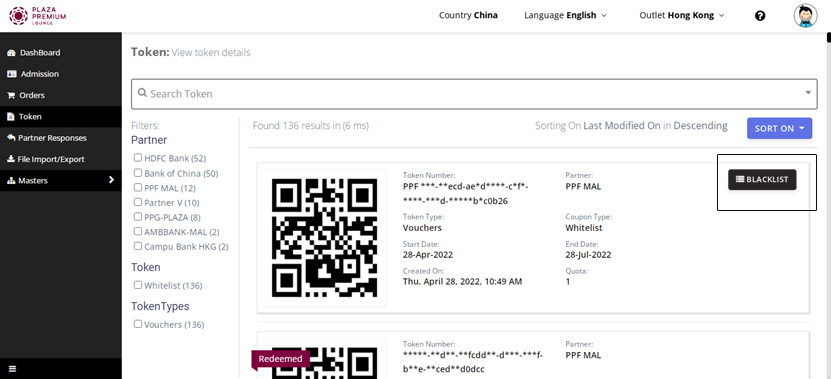 PLAZA
PREMIUM
LOUNGE
Country China
Language English
Outlet Hong Kong
DashBoard
Admission
Orders
Token
Partner Responses
File Import/Export
Masters
Token: View token details
Search Token
Filters:
Partner
HDFC Bank (52)
Bank of China (50)
PPF MAL (12)
Partner V (10)
PPG-PLAZA (8)
AMBBANK-MAL (2)
Campu Bank HKG (2)
Token
Whitelist (136)
TokenTypes
Vouchers (136)
Found 136 results in (6 ms)
Sorting On Last Modified On in Descending
SORT ON
Token Number:
PPF ***-**ecd-ae*d****-c*f*-
****-***d-*****b*c0b26
Partner:
PPF MAL
BLACKLIST
Token Type:
Vouchers
Coupon Type:
Whitelist
Start Date:
28-Apr-2022
End Date:
28-Jul-2022
Created On:
Thu, April 28, 2022, 10:49 AM
Quota:
1
Redeemed
Token Number:
*****-**d**-**fcdd**-d***-***f-
b**e-**ced**d0dcc
Partner:
PPF MAL